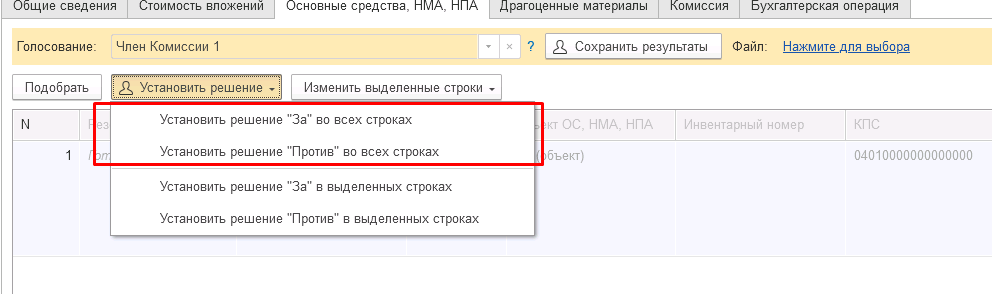 Общие сведения Стоимость вложений Основные средства, НМА, НПА Драгоценные материалы Комиссия Бухгалтерская операция
Голосование: Член Комиссии 1 ? Сохранить результаты Файл: Нажмите для выбора
Подобрать Установить решение Изменить выделенные строки
N ОС, НМА, НПА Инвентарный номер КПС
Установить решение "За" во всех строках
1 (объект) 04010000000000000
Установить решение "Против" во всех строках
Установить решение "За" в выделенных строках
Установить решение "Против" в выделенных строках